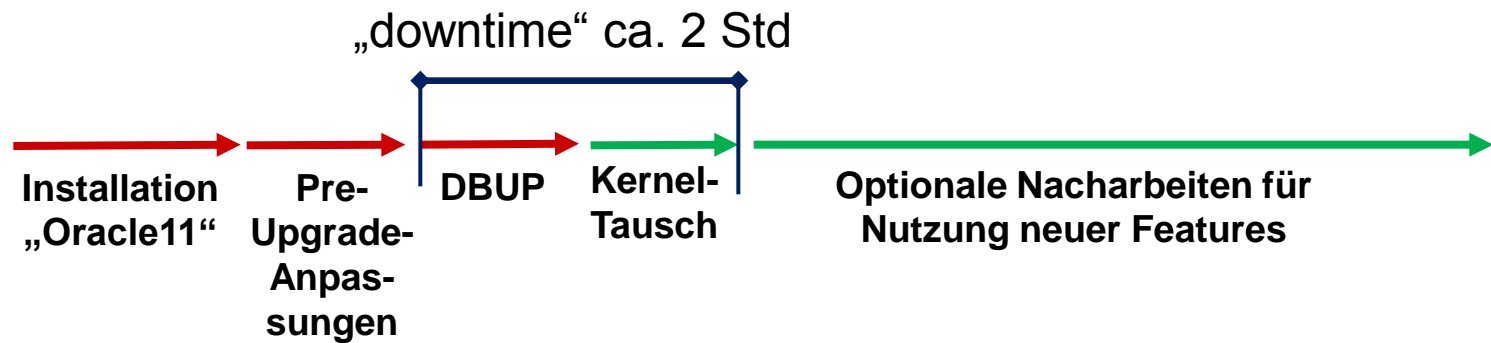 „downtime“ ca. 2 Std
Installation
„Oracle11“
Pre-
Upgrade-
Anpas-
sungen
DBUP
Kernel-
Tausch
Optionale Nacharbeiten für
Nutzung neuer Features